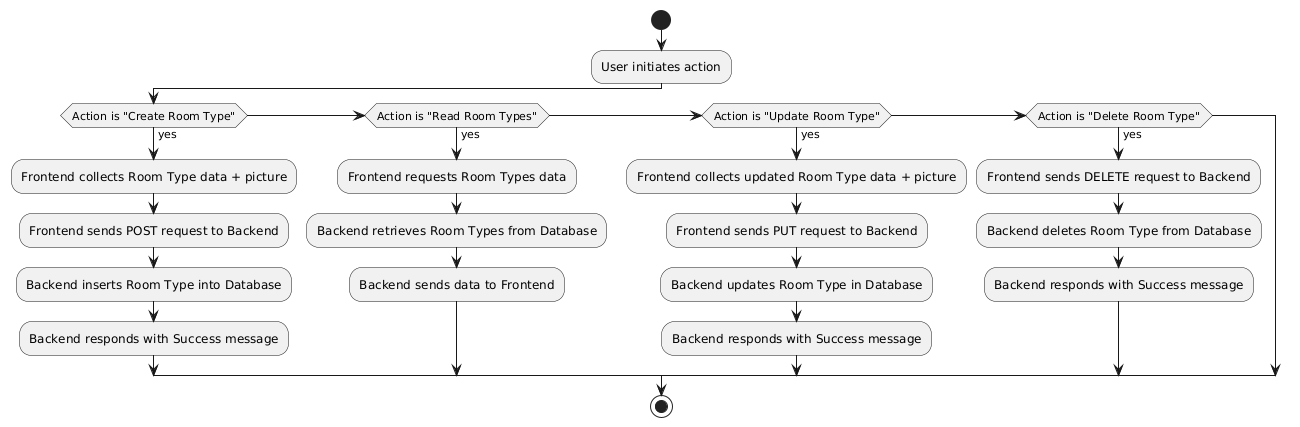 User initiates action
Action is "Create Room Type"
yes
Frontend collects Room Type data + picture
Frontend sends POST request to Backend
Backend inserts Room Type into Database
Backend responds with Success message
Action is "Read Room Types"
yes
Frontend requests Room Types data
Backend retrieves Room Types from Database
Backend sends data to Frontend
Action is "Update Room Type"
yes
Frontend collects updated Room Type data + picture
Frontend sends PUT request to Backend
Backend updates Room Type in Database
Backend responds with Success message
Action is "Delete Room Type"
yes
Frontend sends DELETE request to Backend
Backend deletes Room Type from Database
Backend responds with Success message